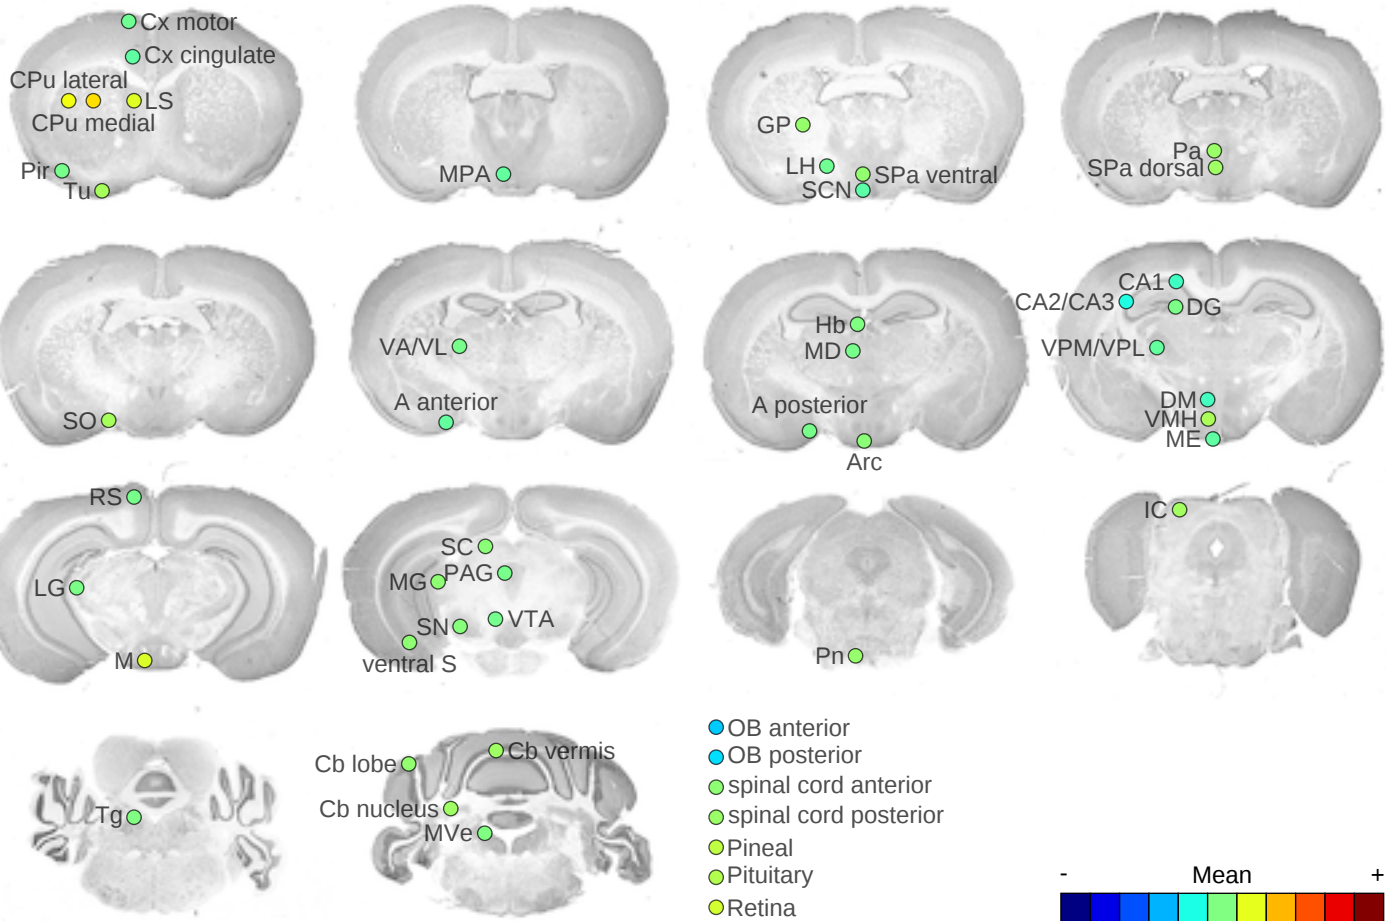 Cx motor
Cx cingulate
CPu lateral
LS
CPu medial
Pir
Tu
MPA
GP
LH
SPa ventral
SCN
Pa
SPa dorsal
SO
VA/VL
A anterior
Hb
MD
A posterior
Arc
CA1
CA2/CA3
DG
VPM/VPL
DM
VMH
ME
RS
LG
M
SC
MG
PAG
SN
VTA
ventral S
Pn
IC
Tg
Cb lobe
Cb vermis
Cb nucleus
MVe
OB anterior
OB posterior
spinal cord anterior
spinal cord posterior
Pineal
Pituitary
Retina
- Mean +